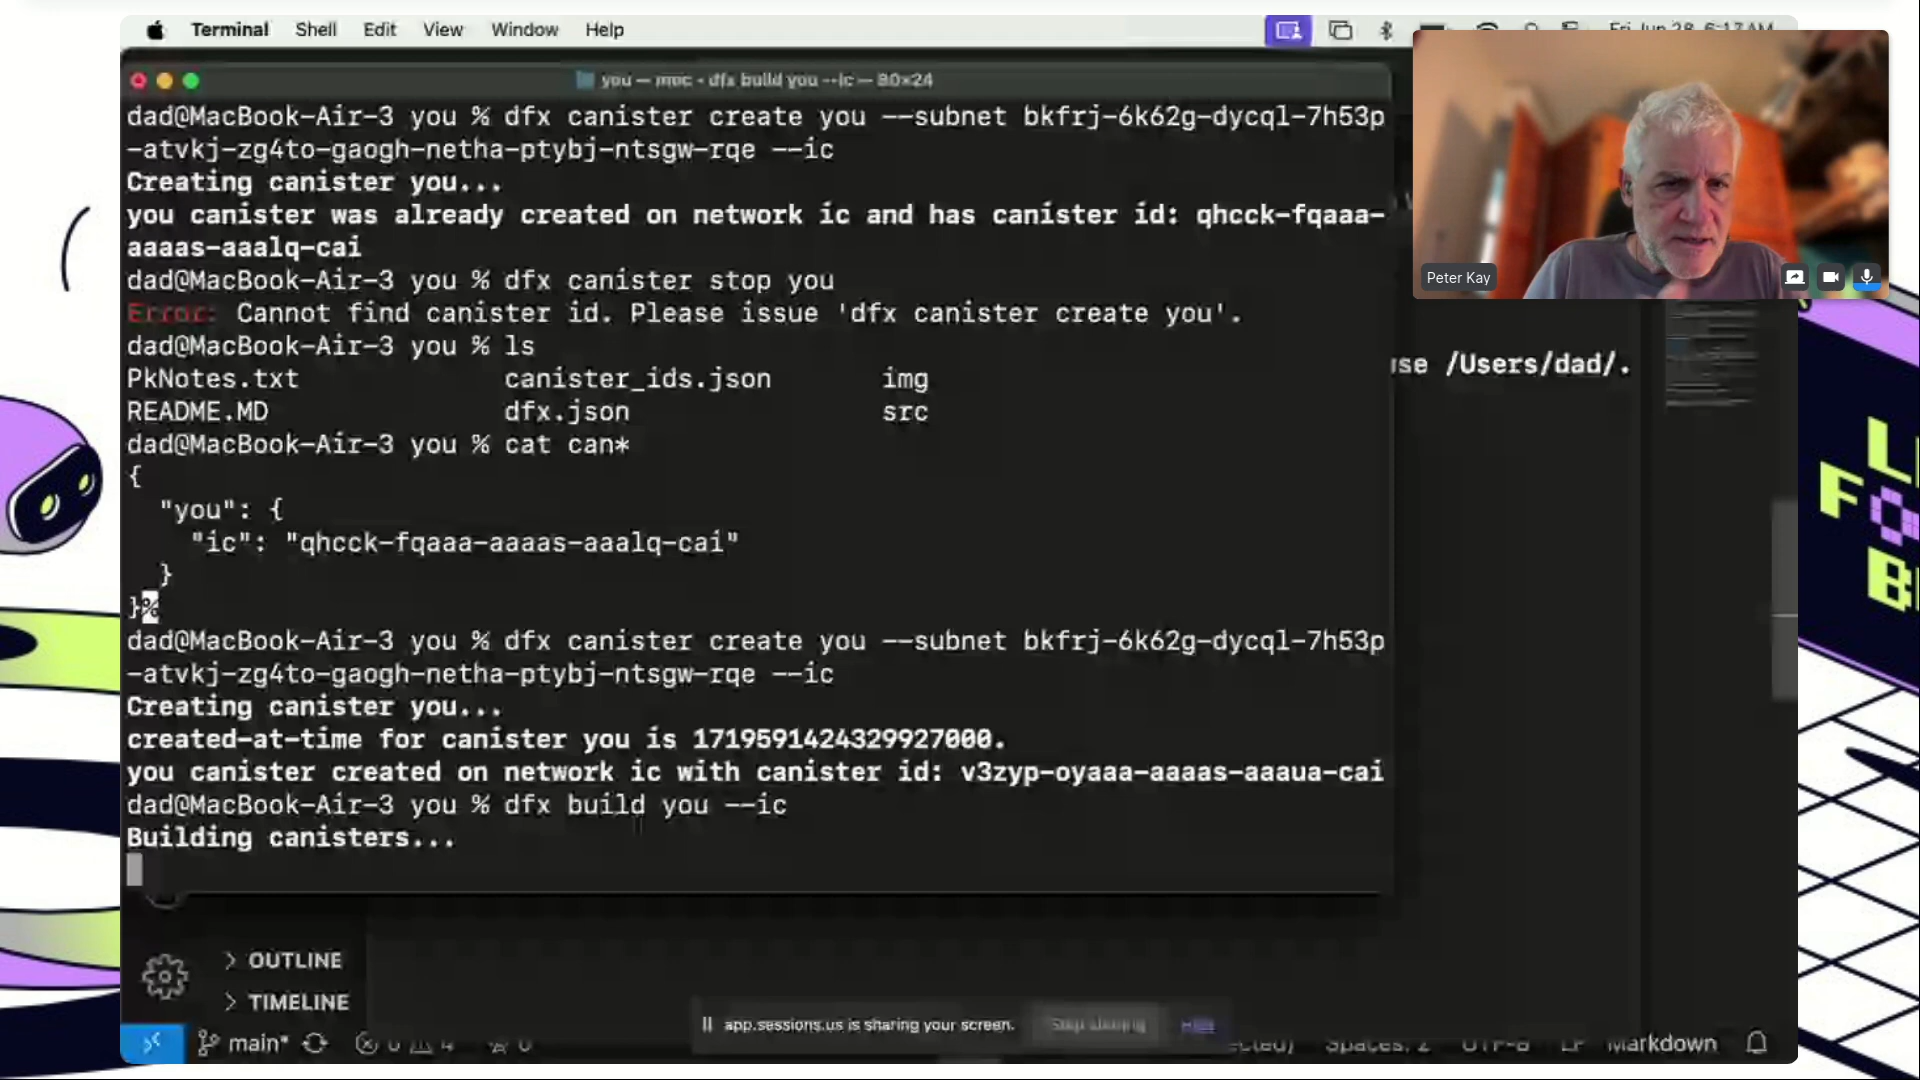 Terminal Shell Edit View Window Help
Fri Jun 28 6:17 AM
you — moc - dfx build you --ic — 80×24
dad@MacBook-Air-3 you % dfx canister create you --subnet bkfrj-6k62g-dycql-7h53p
-atvkj-zg4to-gaogh-netha-ptybj-ntsgw-rqe --ic
Creating canister you...
you canister was already created on network ic and has canister id: qhcck-fqaaa-
aaaas-aaalq-cai
dad@MacBook-Air-3 you % dfx canister stop you
Error: Cannot find canister id. Please issue 'dfx canister create you'.
dad@MacBook-Air-3 you % ls
PkNotes.txt canister_ids.json img
README.MD dfx.json src
dad@MacBook-Air-3 you % cat can*
{
"you": {
"ic": "qhcck-fqaaa-aaaas-aaalq-cai"
}
}%
dad@MacBook-Air-3 you % dfx canister create you --subnet bkfrj-6k62g-dycql-7h53p
-atvkj-zg4to-gaogh-netha-ptybj-ntsgw-rqe --ic
Creating canister you...
created-at-time for canister you is 1719591424329927000.
you canister created on network ic with canister id: v3zyp-oyaaa-aaaas-aaaua-cai
dad@MacBook-Air-3 you % dfx build you --ic
Building canisters...
Peter Kay
use /Users/dad/.
OUTLINE
TIMELINE
app.sessions.us is sharing your screen. Stop sharing Hide
main* 0 4 0 Spaces: 2 UTF-8 LF Markdown